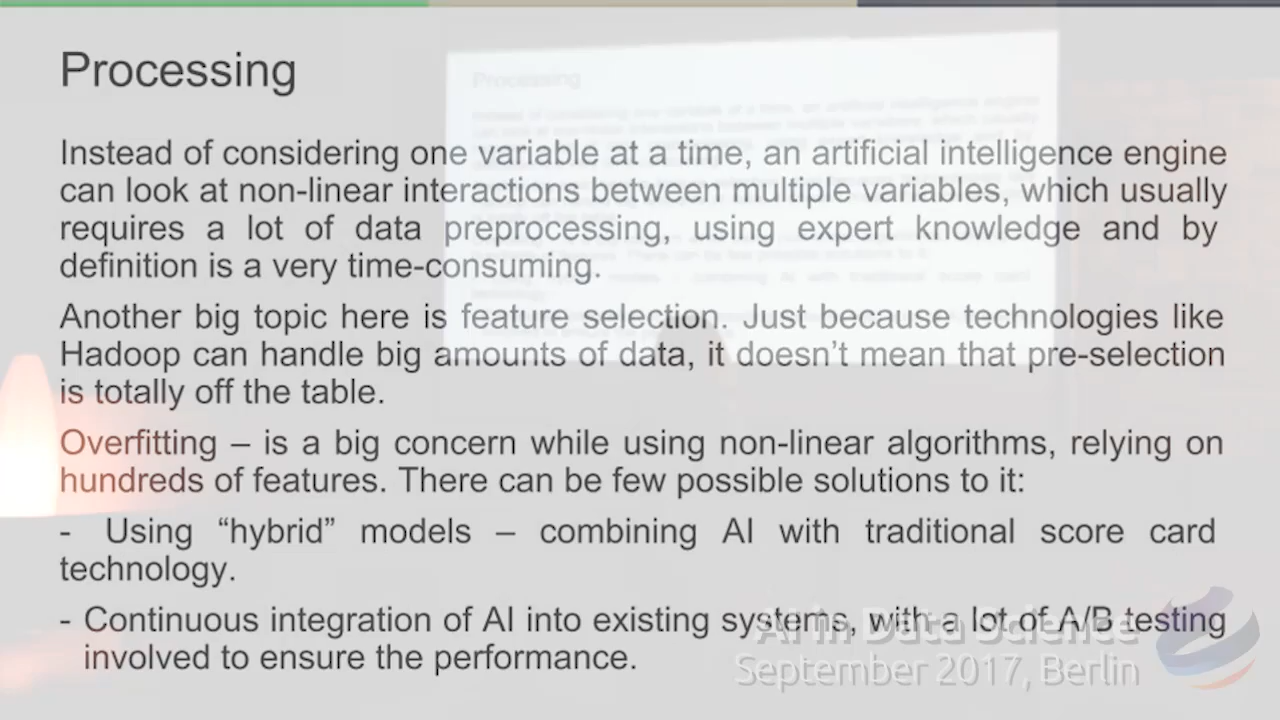 Processing
Instead of considering one variable at a time, an artificial intelligence engine
can look at non-linear interactions between multiple variables, which usually
requires a lot of data preprocessing, using expert knowledge and by
definition is a very time-consuming.
Another big topic here is feature selection. Just because technologies like
Hadoop can handle big amounts of data, it doesn’t mean that pre-selection
is totally off the table.
Overfitting – is a big concern while using non-linear algorithms, relying on
hundreds of features. There can be few possible solutions to it:
- Using “hybrid” models – combining AI with traditional score card
technology.
- Continuous integration of AI into existing systems, with a lot of A/B testing
involved to ensure the performance.
AI in Data Science
September 2017, Berlin
Processing